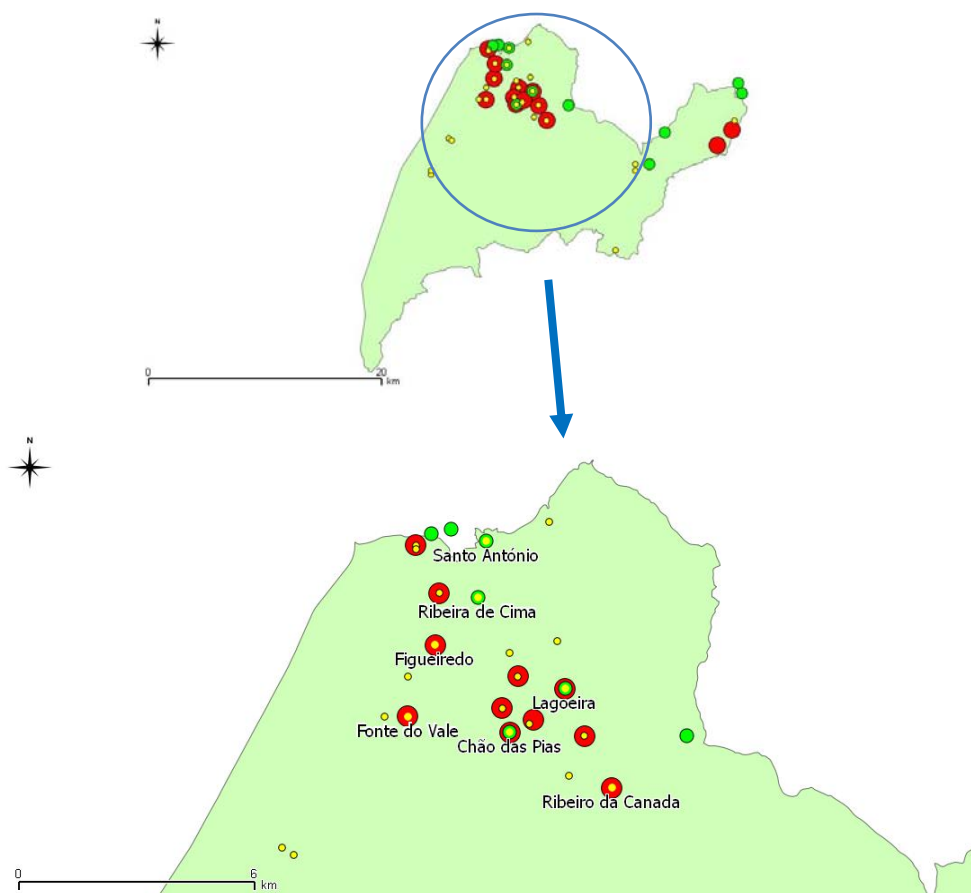 N
0
20
km
N
Santo António
Ribeira de Cima
Figueiredo
Lagoeira
Fonte do Vale
Chão das Pias
Ribeiro da Canada
0
6
km